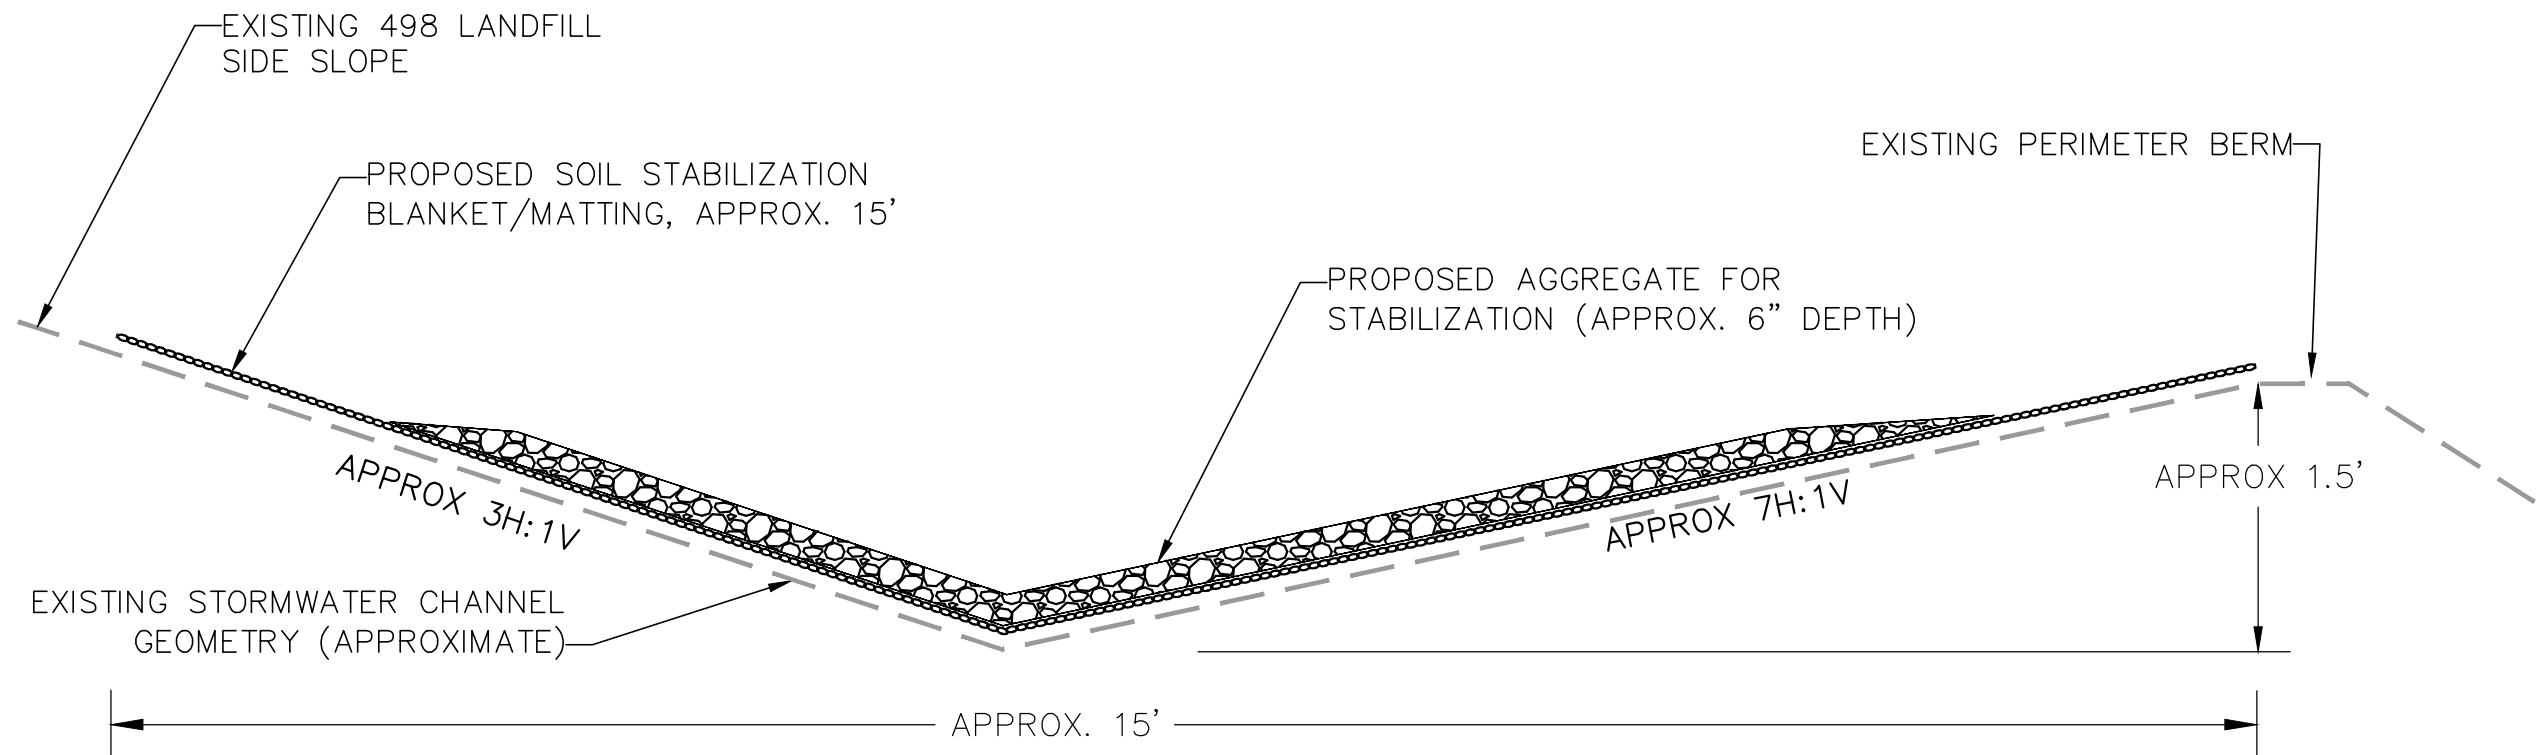 EXISTING 498 LANDFILL
SIDE SLOPE
EXISTING PERIMETER BERM
PROPOSED SOIL STABILIZATION
BLANKET/MATTING, APPROX. 15'
PROPOSED AGGREGATE FOR
STABILIZATION (APPROX. 6” DEPTH)
APPROX 3H:1V
APPROX 7H:1V
APPROX 1.5'
EXISTING STORMWATER CHANNEL
GEOMETRY (APPROXIMATE)
APPROX. 15'